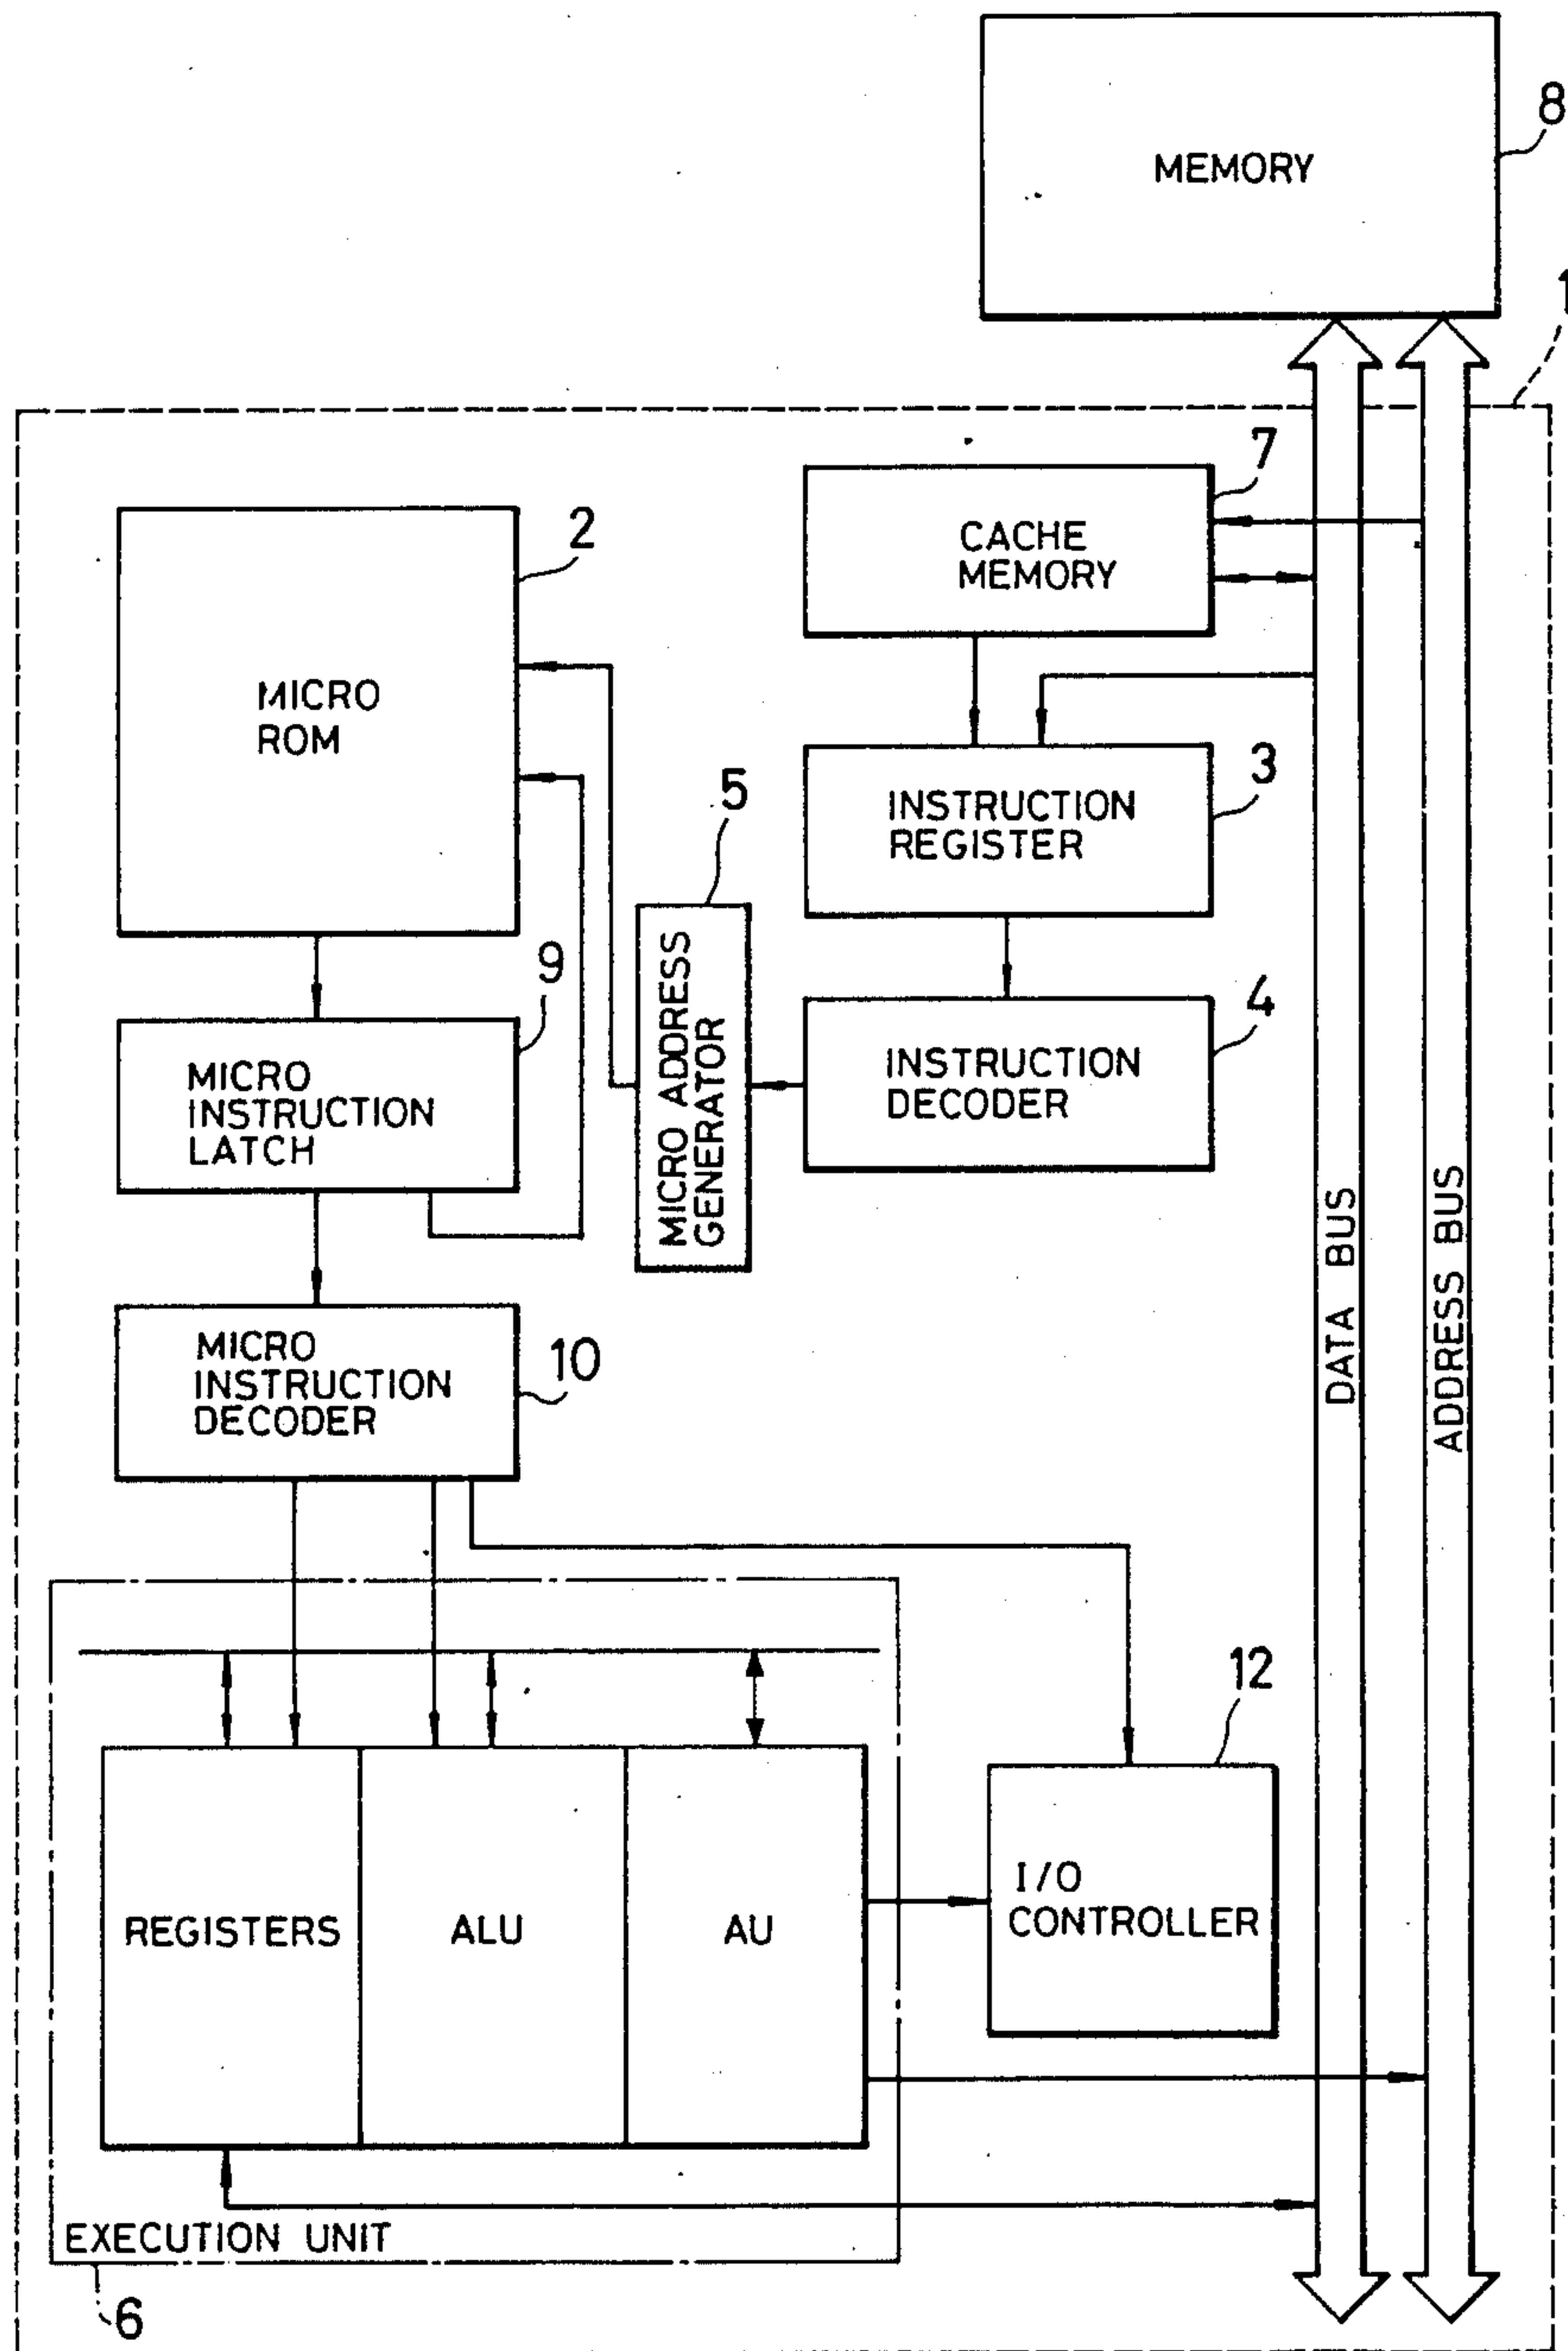 MEMORY
8
1
7
CACHE
MEMORY
2
MICRO
ROM
3
INSTRUCTION
REGISTER
5
MICRO ADDRESS
GENERATOR
9
MICRO
INSTRUCTION
LATCH
4
INSTRUCTION
DECODER
DATA BUS
ADDRESS BUS
10
MICRO
INSTRUCTION
DECODER
12
I/O
CONTROLLER
REGISTERS
ALU
AU
EXECUTION UNIT
6